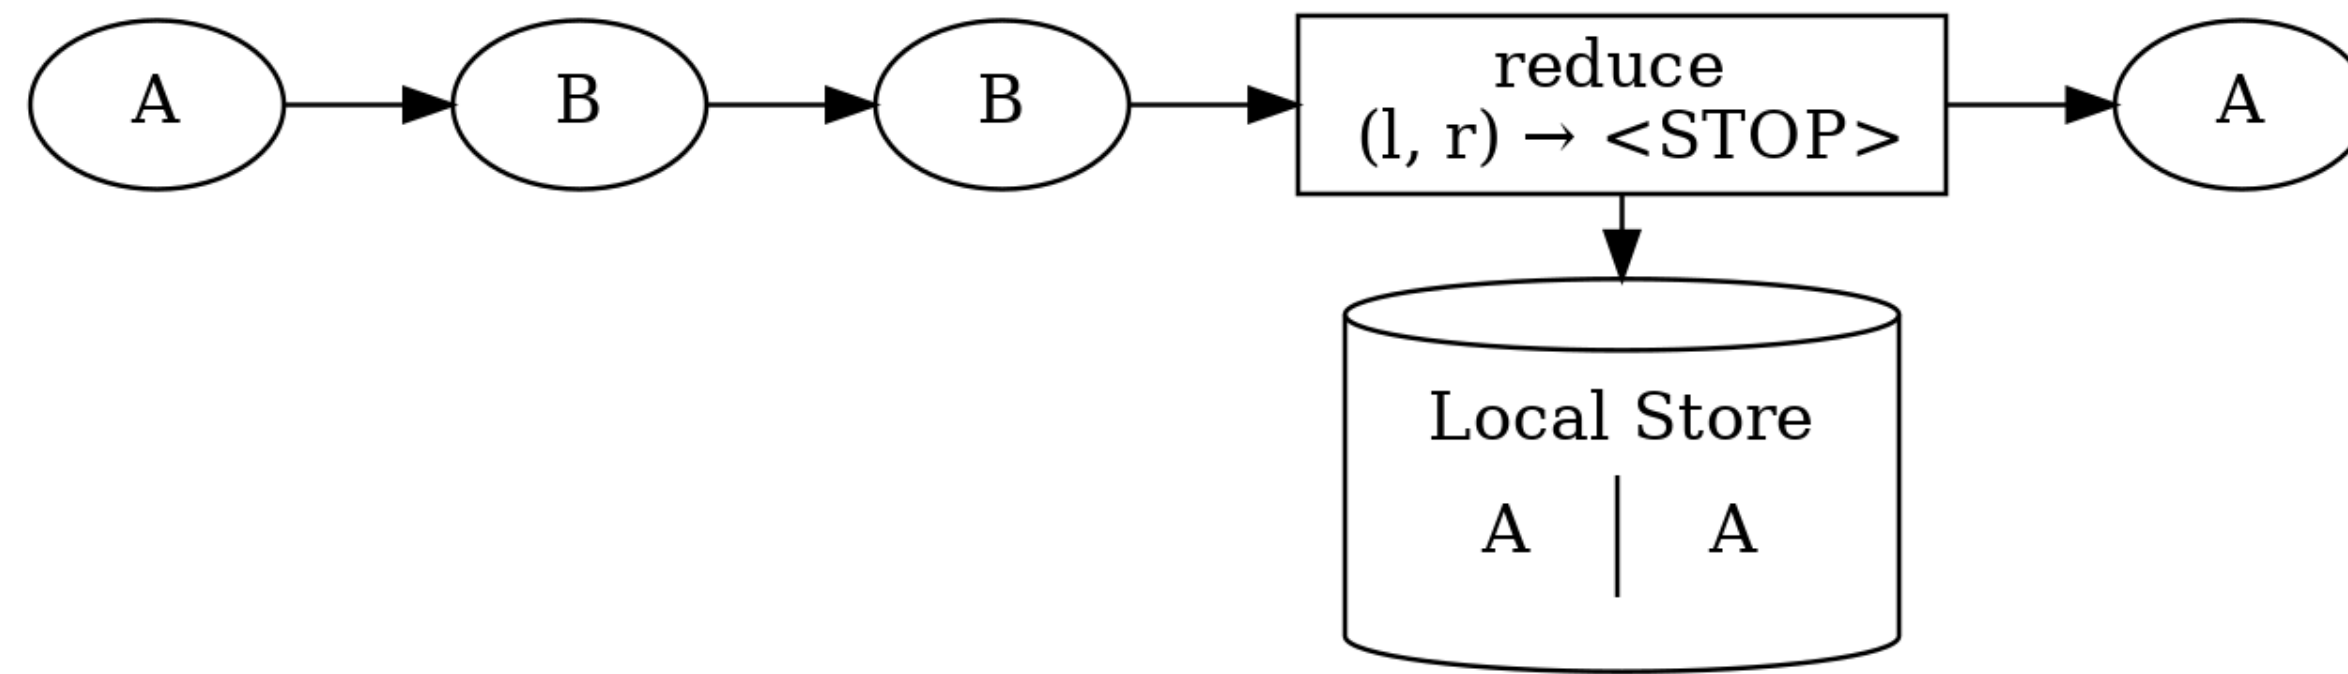 A
B
B
reduce
(l, r) → <STOP>
A
Local Store
A | A